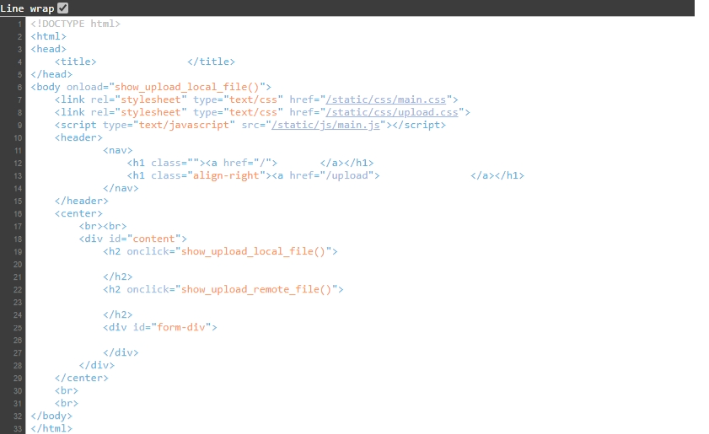 Line wrap
1 <!DOCTYPE html>
2 <html>
3 <head>
4 <title> </title>
5 </head>
6 <body onload="show_upload_local_file()">
7 <link rel="stylesheet" type="text/css" href="/static/css/main.css">
8 <link rel="stylesheet" type="text/css" href="/static/css/upload.css">
9 <script type="text/javascript" src="/static/js/main.js"></script>
10 <header>
11 <nav>
12 <h1 class=""><a href="/"> </a></h1>
13 <h1 class="align-right"><a href="/upload"> </a></h1>
14 </nav>
15 </header>
16 <center>
17 <br><br>
18 <div id="content">
19 <h2 onclick="show_upload_local_file()">
20
21 </h2>
22 <h2 onclick="show_upload_remote_file()">
23
24 </h2>
25 <div id="form-div">
26
27 </div>
28 </div>
29 </center>
30 <br>
31 <br>
32 </body>
33 </html>